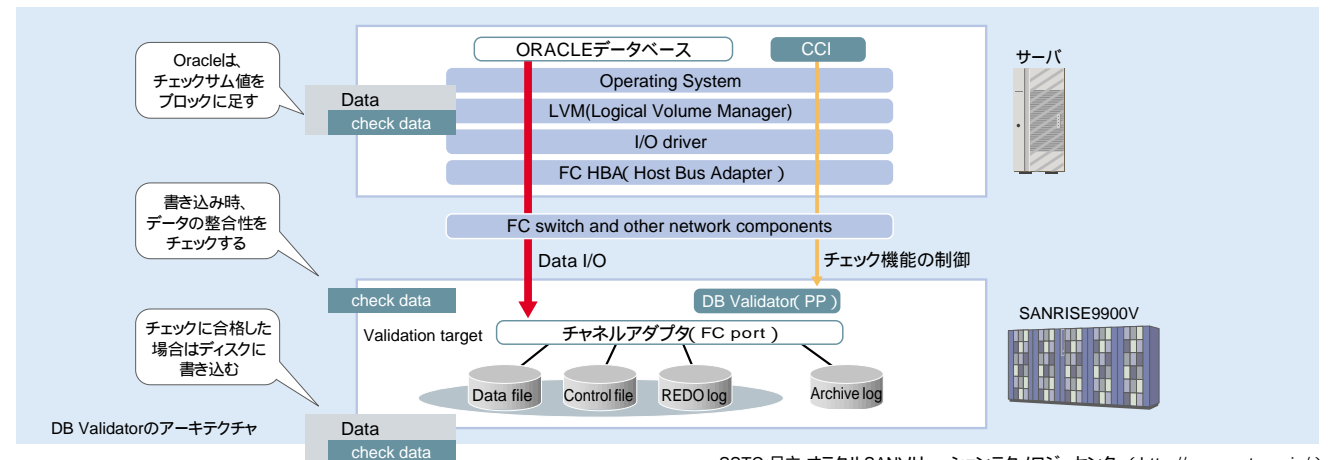 Oracleは、
チェックサム値を
ブロックに足す
Data
check data
ORACLEデータベース
CCI
Operating System
LVM(Logical Volume Manager)
I/O driver
FC HBA( Host Bus Adapter )
サーバ
書き込み時、
データの整合性を
チェックする
FC switch and other network components
Data I/O
チェック機能の制御
check data
DB Validator( PP )
SANRISE9900V
チェックに合格した
場合はディスクに
書き込む
Validation target
チャネルアダプタ( FC port )
Data file
Control file
REDO log
Archive log
DB Validatorのアーキテクチャ
Data
check data